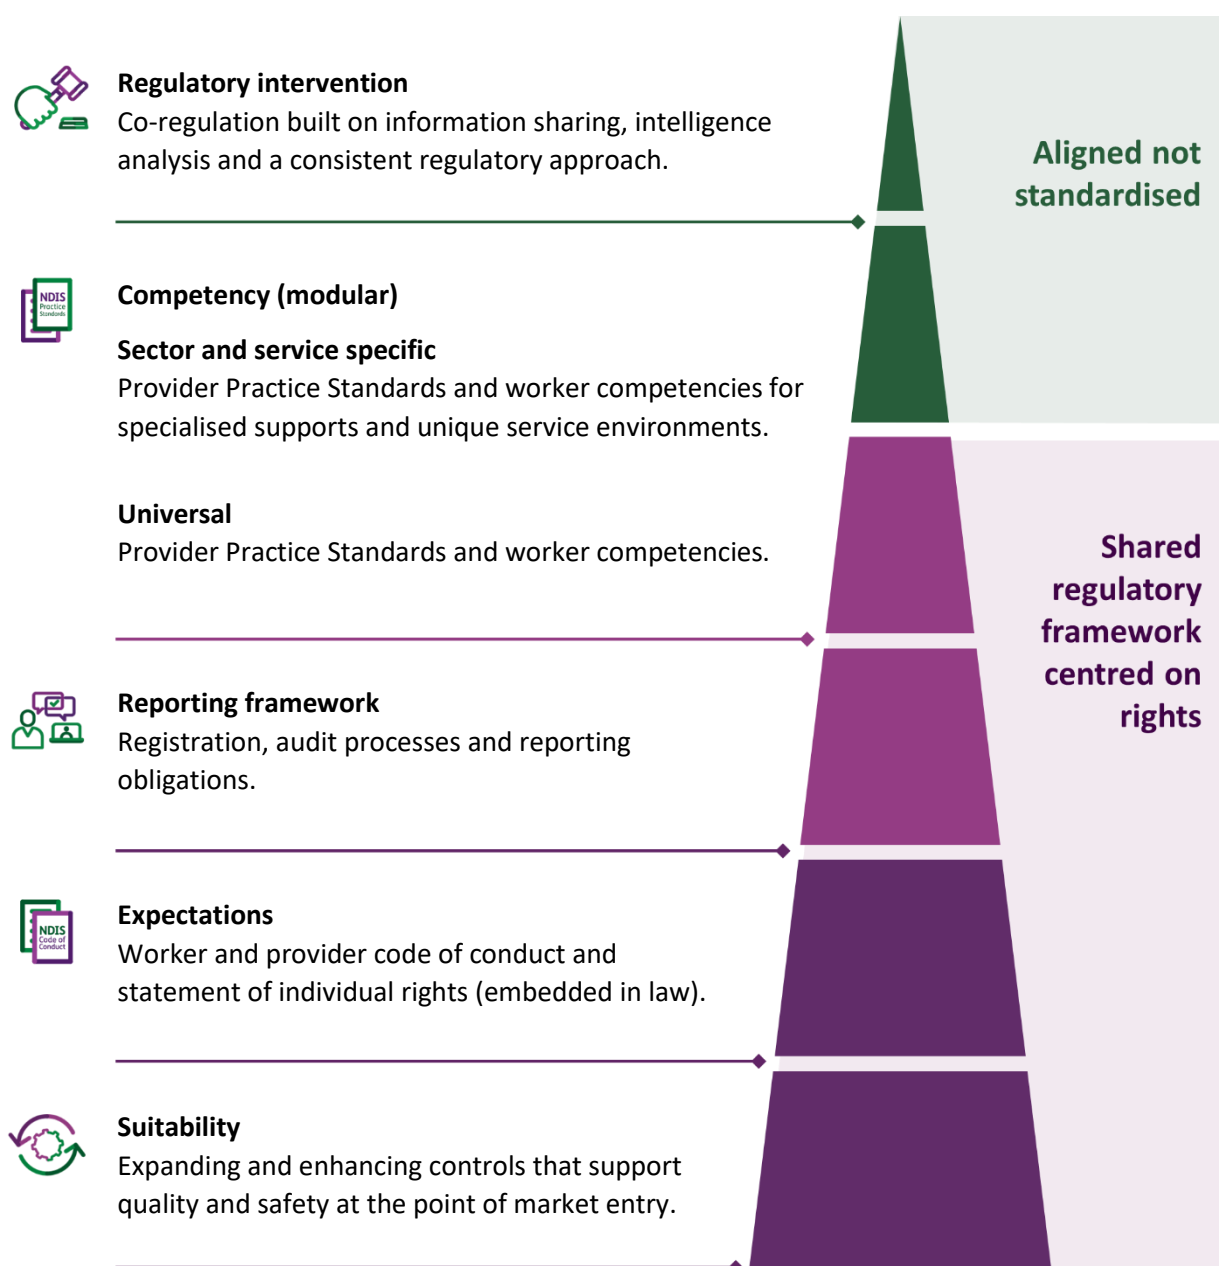 Regulatory intervention
Co-regulation built on information sharing, intelligence
analysis and a consistent regulatory approach.
Aligned not
standardised
NDIS
Practice
Standards
Competency (modular)
Sector and service specific
Provider Practice Standards and worker competencies for
specialised supports and unique service environments.
Universal
Provider Practice Standards and worker competencies.
Shared
regulatory
framework
centred on
rights
Reporting framework
Registration, audit processes and reporting
obligations.
NDIS
Code of
Conduct
Expectations
Worker and provider code of conduct and
statement of individual rights (embedded in law).
Suitability
Expanding and enhancing controls that support
quality and safety at the point of market entry.